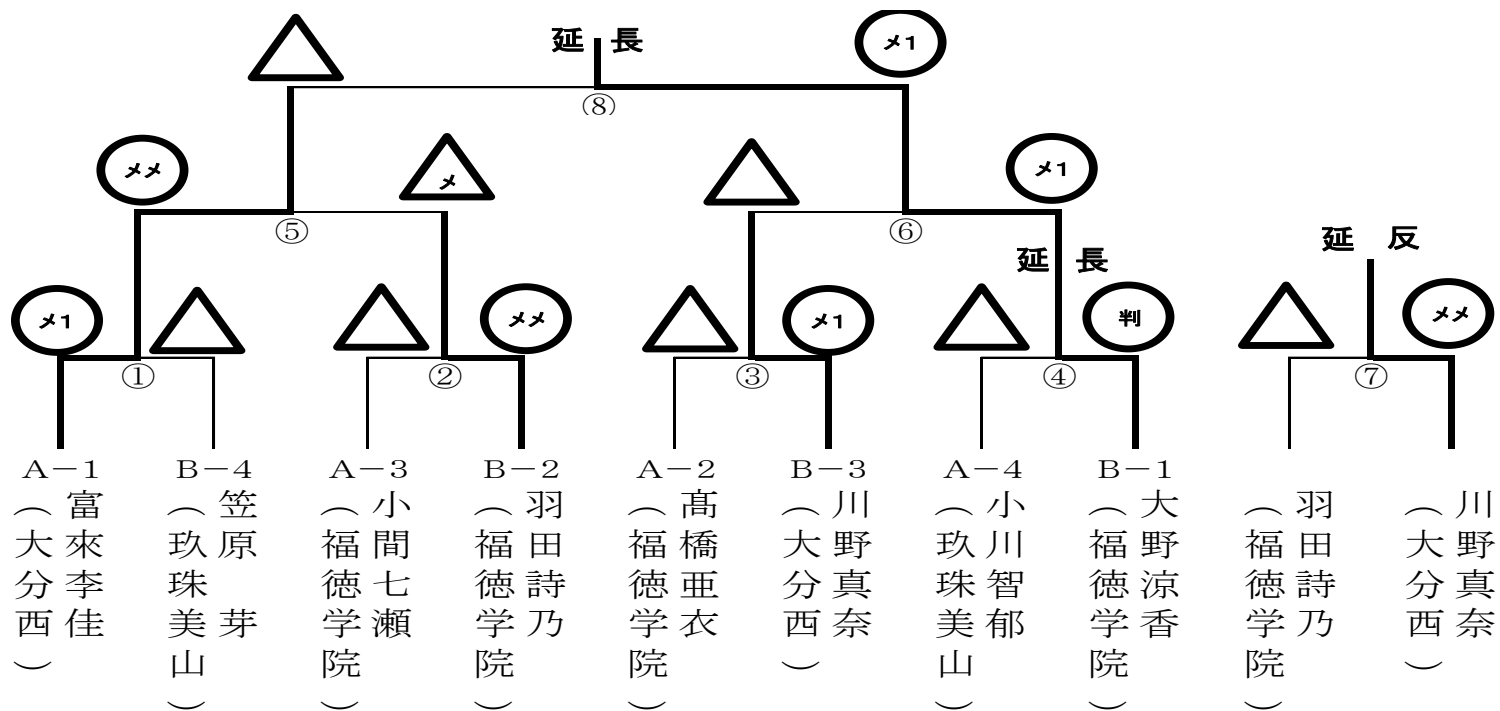 延長
メ1
⑧
メメ
メ
メ1
⑤
⑥
延長
延 反
メ1
メメ
メ1
判
メメ
①
②
③
④
⑦
A－1
B－4
A－3
B－2
A－2
B－3
A－4
B－1
富來李佳
（大分西）
笠原 芽
（玖珠美山）
小間七瀬
（福徳学院）
羽田詩乃
（福徳学院）
髙橋亜衣
（福徳学院）
川野真奈
（大分西）
小川智郁
（玖珠美山）
大野涼香
（福徳学院）
羽田詩乃
（福徳学院）
川野真奈
（大分西）